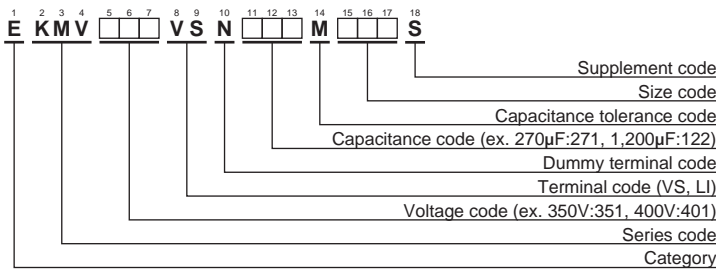 1 2 3 4 5 6 7 8 9 10 11 12 13 14 15 16 17 18
E KMV □□□ VS N □□□ M □□□ S
Supplement code
Size code
Capacitance tolerance code
Capacitance code (ex. 270µF:271, 1,200µF:122)
Dummy terminal code
Terminal code (VS, LI)
Voltage code (ex. 350V:351, 400V:401)
Series code
Category